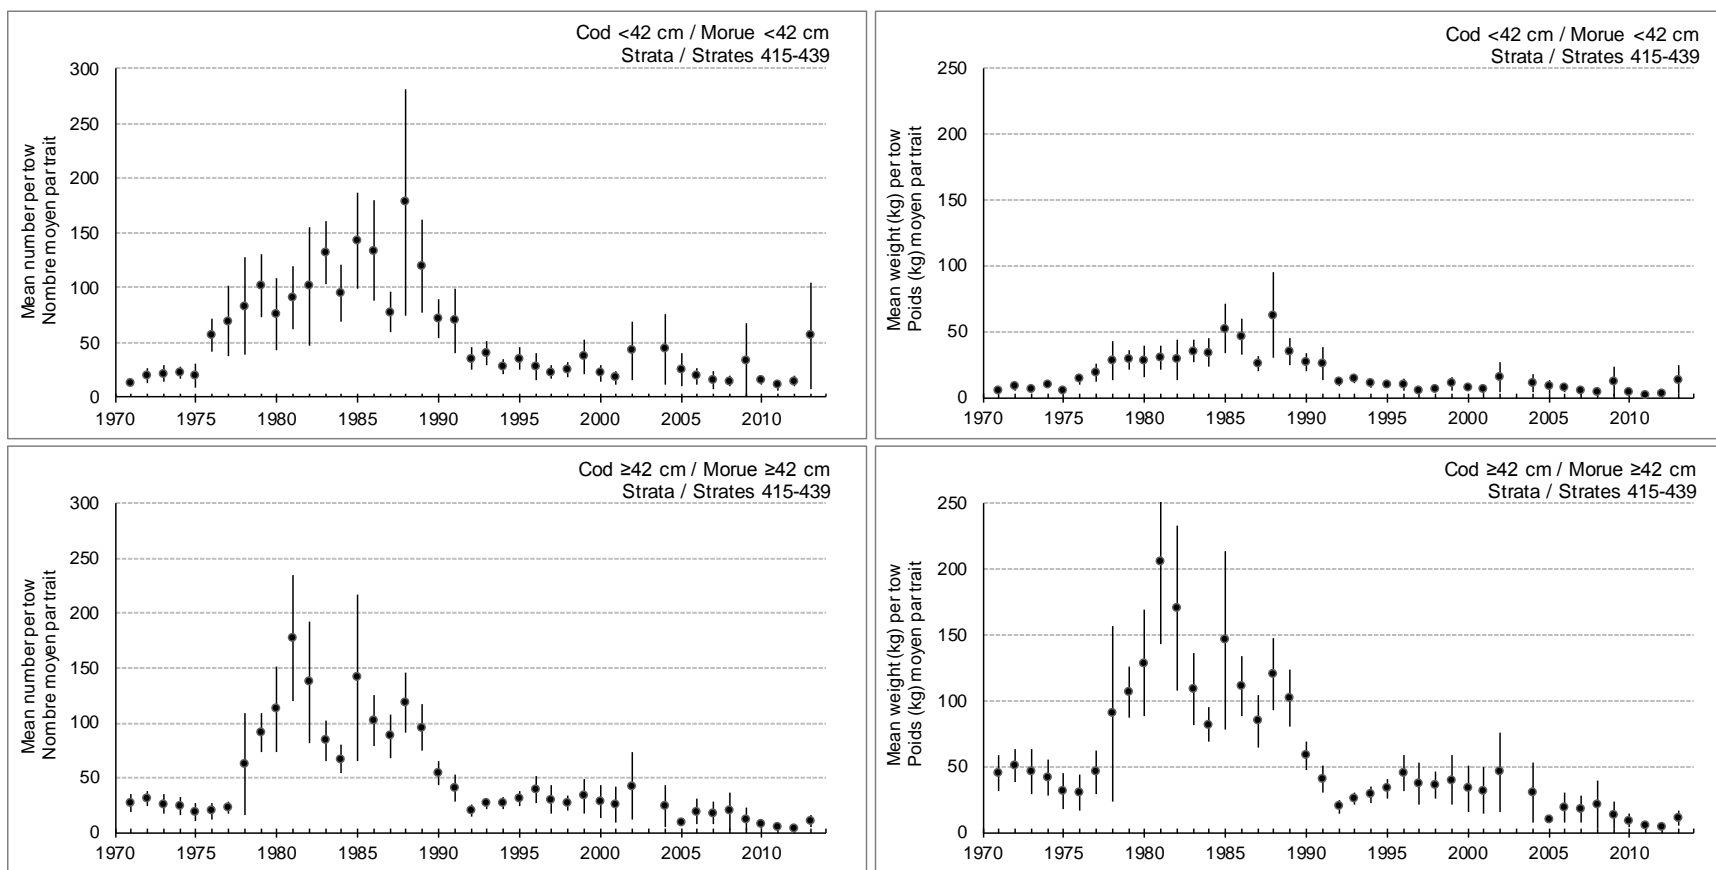 Cod <42 cm / Morue <42 cm
Strata / Strates 415-439
Mean number per tow
Nombre moyen par trait
300
250
200
150
100
50
0
1970 1975 1980 1985 1990 1995 2000 2005 2010
Cod <42 cm / Morue <42 cm
Strata / Strates 415-439
Mean weight (kg) per tow
Poids (kg) moyen par trait
250
200
150
100
50
0
1970 1975 1980 1985 1990 1995 2000 2005 2010
Cod ≥42 cm / Morue ≥42 cm
Strata / Strates 415-439
Mean number per tow
Nombre moyen par trait
300
250
200
150
100
50
0
1970 1975 1980 1985 1990 1995 2000 2005 2010
Cod ≥42 cm / Morue ≥42 cm
Strata / Strates 415-439
Mean weight (kg) per tow
Poids (kg) moyen par trait
250
200
150
100
50
0
1970 1975 1980 1985 1990 1995 2000 2005 2010